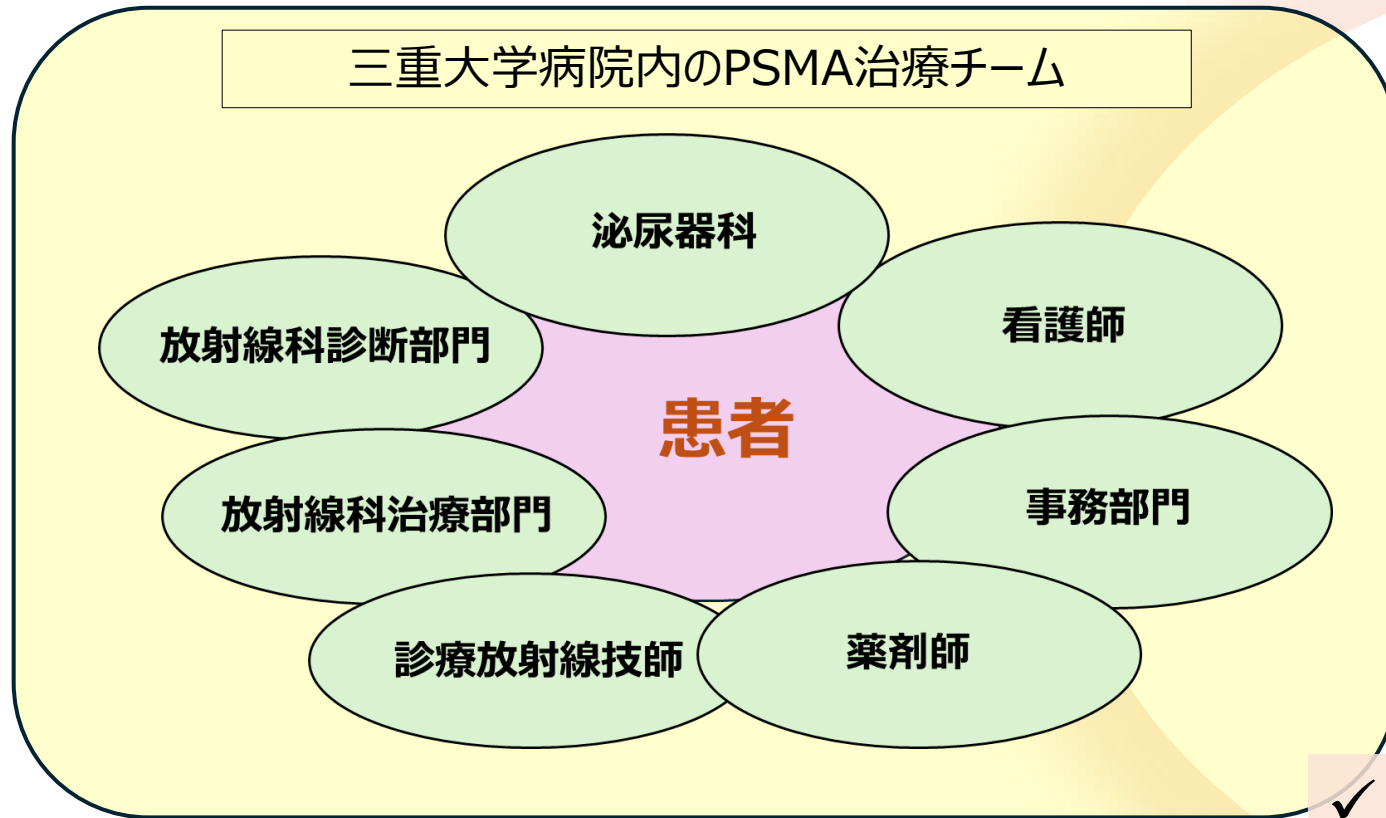 三重大学病院内のPSMA治療チーム
泌尿器科
看護師
放射線科診断部門
患者
事務部門
放射線科治療部門
薬剤師
診療放射線技師
✓